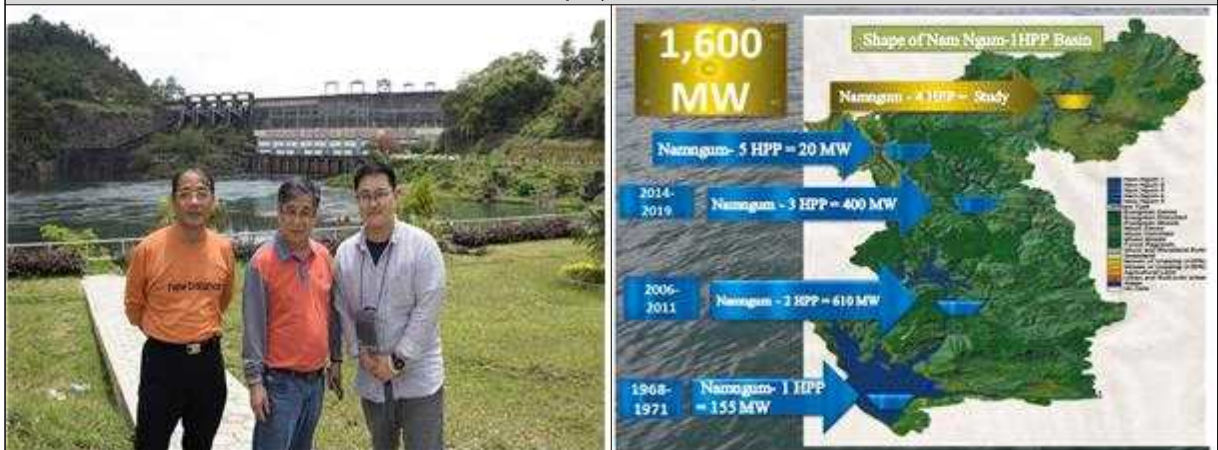 new balance
1,600
MW
Shape of Nam Ngum-1HPP Basin
Namngum - 4 HPP = Study
Namngum- 5 HPP = 20 MW
2014-
2019
Namngum - 3 HPP = 400 MW
2006-
2011
Namngum - 2 HPP = 610 MW
1968-
1971
Namngum- 1 HPP
= 155 MW